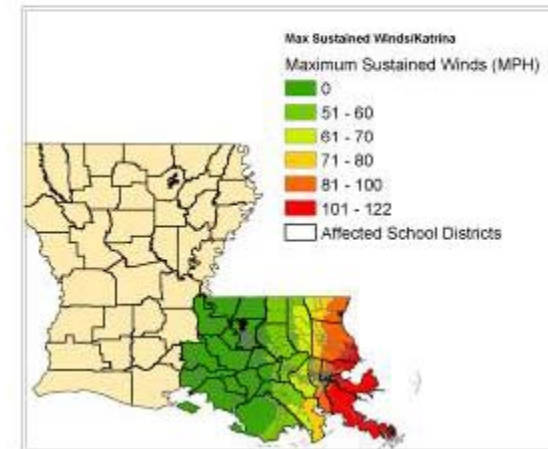 Max Sustained Winds/Katrina
Maximum Sustained Winds (MPH)
0
51 - 60
61 - 70
71 - 80
81 - 100
101 - 122
Affected School Districts